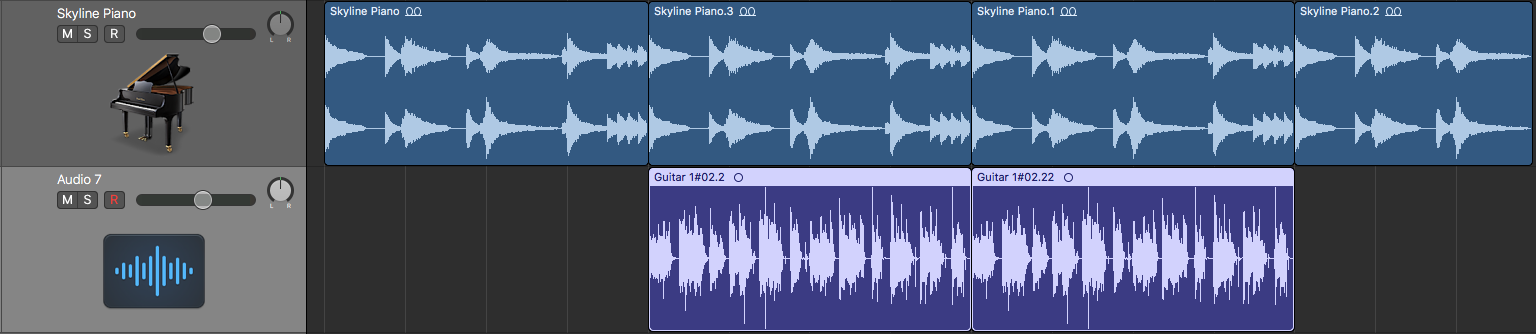 Skyline Piano
M S R
L R
Skyline Piano
Skyline Piano.3
Skyline Piano.1
Skyline Piano.2
Audio 7
M S R
L R
Guitar 1#02.2
Guitar 1#02.22